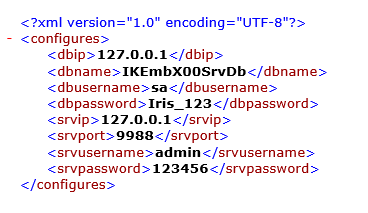 <?xml version="1.0" encoding="UTF-8"?>
- <configures>
<dbip>127.0.0.1</dbip>
<dbname>IKEmbX00SrvDb</dbname>
<dbusername>sa</dbusername>
<dbpassword>Iris_123</dbpassword>
<srvip>127.0.0.1</srvip>
<srvport>9988</srvport>
<srvusername>admin</srvusername>
<srvpassword>123456</srvpassword>
</configures>